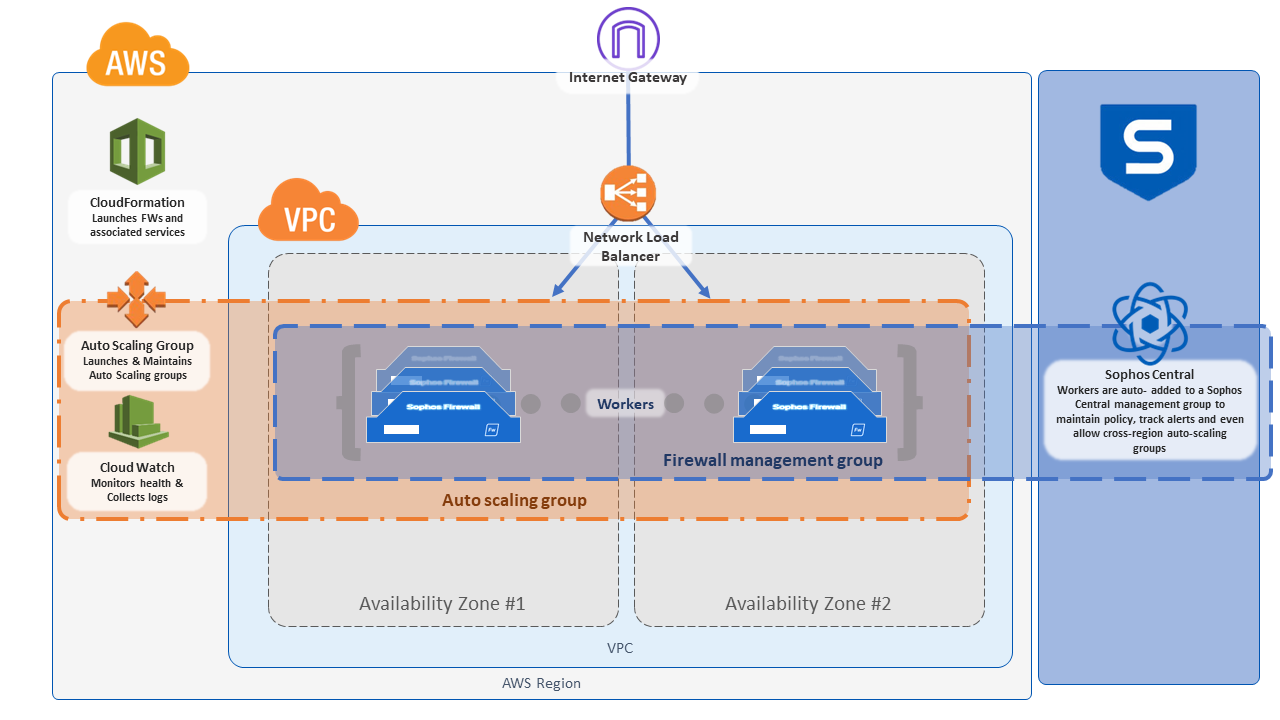 AWS
Internet Gateway
S
CloudFormation
Launches FWs and
associated services
VPC
Network Load
Balancer
Auto Scaling Group
Launches & Maintains
Auto Scaling groups
Cloud Watch
Monitors health &
Collects logs
Sophos Firewall
Sophos Firewall
Sophos Firewall
Fw
Workers
Sophos Firewall
Sophos Firewall
Sophos Firewall
Fw
Firewall management group
Auto scaling group
Sophos Central
Workers are auto- added to a Sophos
Central management group to
maintain policy, track alerts and even
allow cross-region auto-scaling
groups
Availability Zone #1
Availability Zone #2
VPC
AWS Region